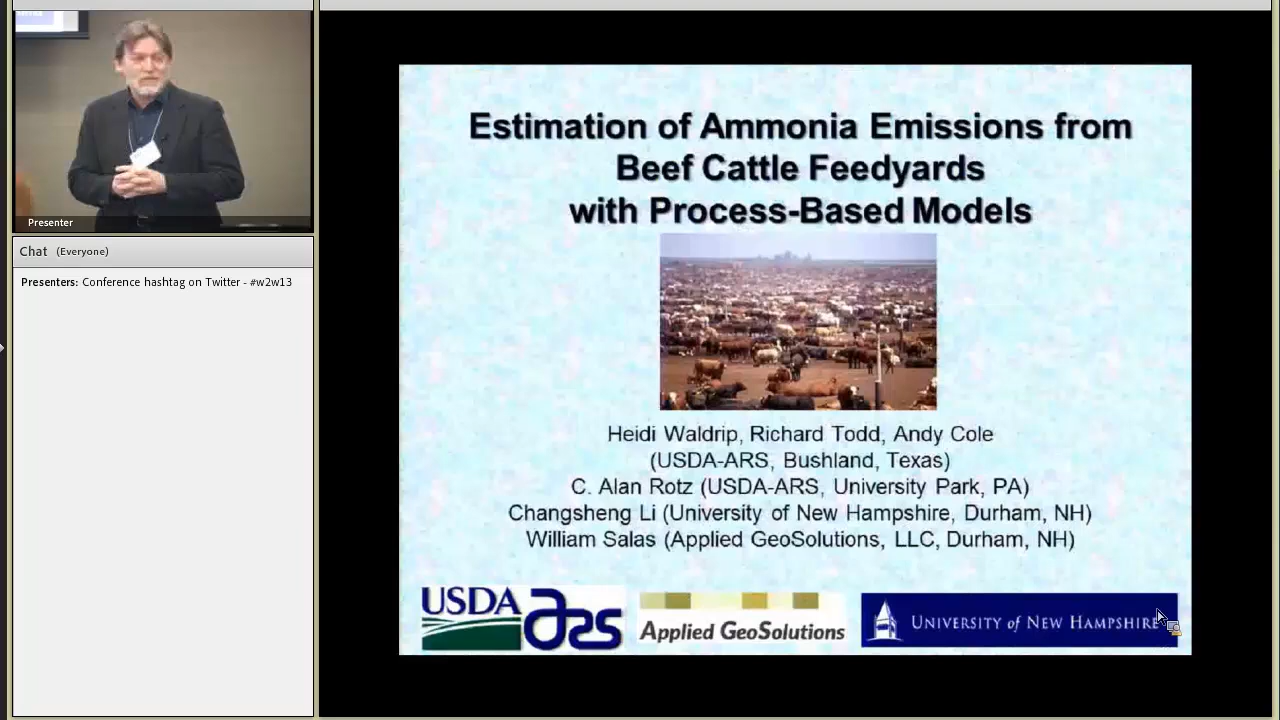 Presenter
Chat (Everyone)
Presenters: Conference hashtag on Twitter - #w2w13
Estimation of Ammonia Emissions from
Beef Cattle Feedyards
with Process-Based Models
Heidi Waldrip, Richard Todd, Andy Cole
(USDA-ARS, Bushland, Texas)
C. Alan Rotz (USDA-ARS, University Park, PA)
Changsheng Li (University of New Hampshire, Durham, NH)
William Salas (Applied GeoSolutions, LLC, Durham, NH)
USDA ars
Applied GeoSolutions
UNIVERSITY of NEW HAMPSHIRE